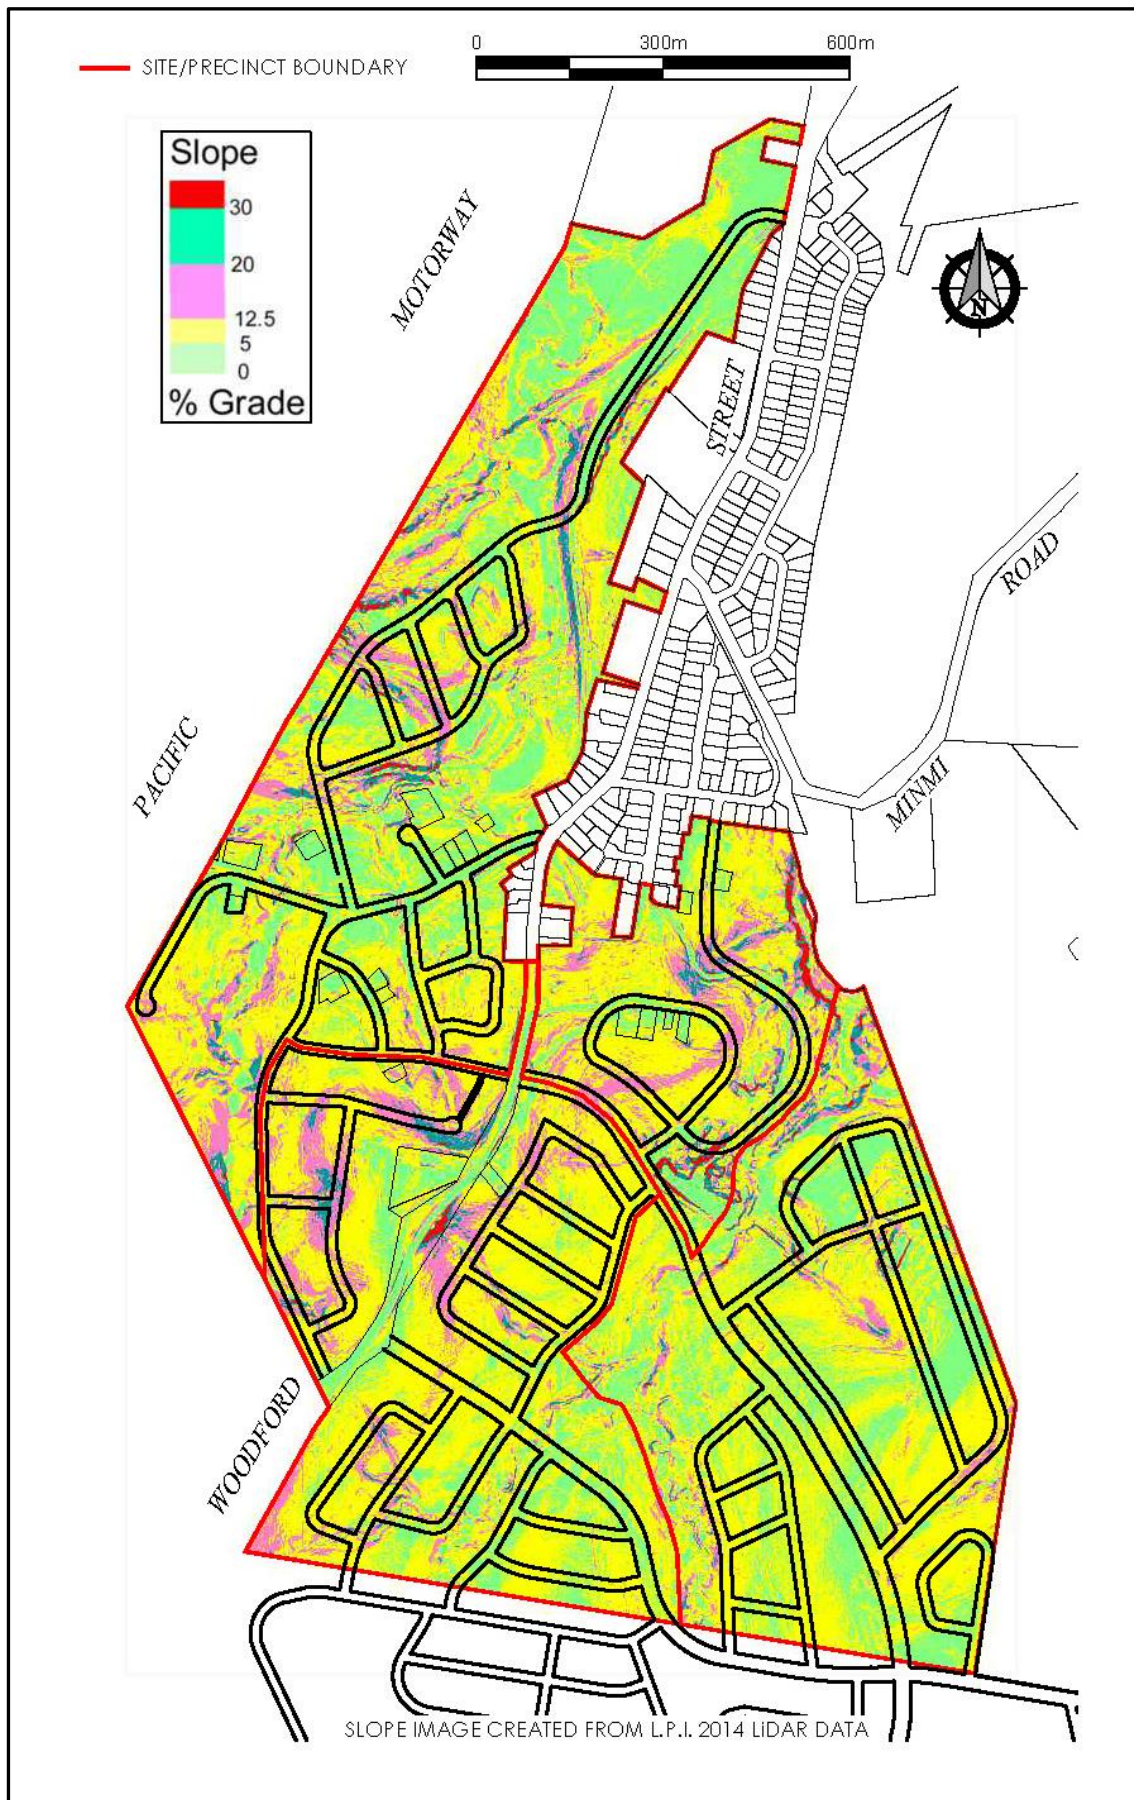 0 300m 600m
SITE/PRECINCT BOUNDARY
Slope
30
20
12.5
5
0
% Grade
MOTORWAY
STREET
N
ROAD
PACIFIC
MINMI
WOODFORD
SLOPE IMAGE CREATED FROM L.P.I. 2014 LiDAR DATA